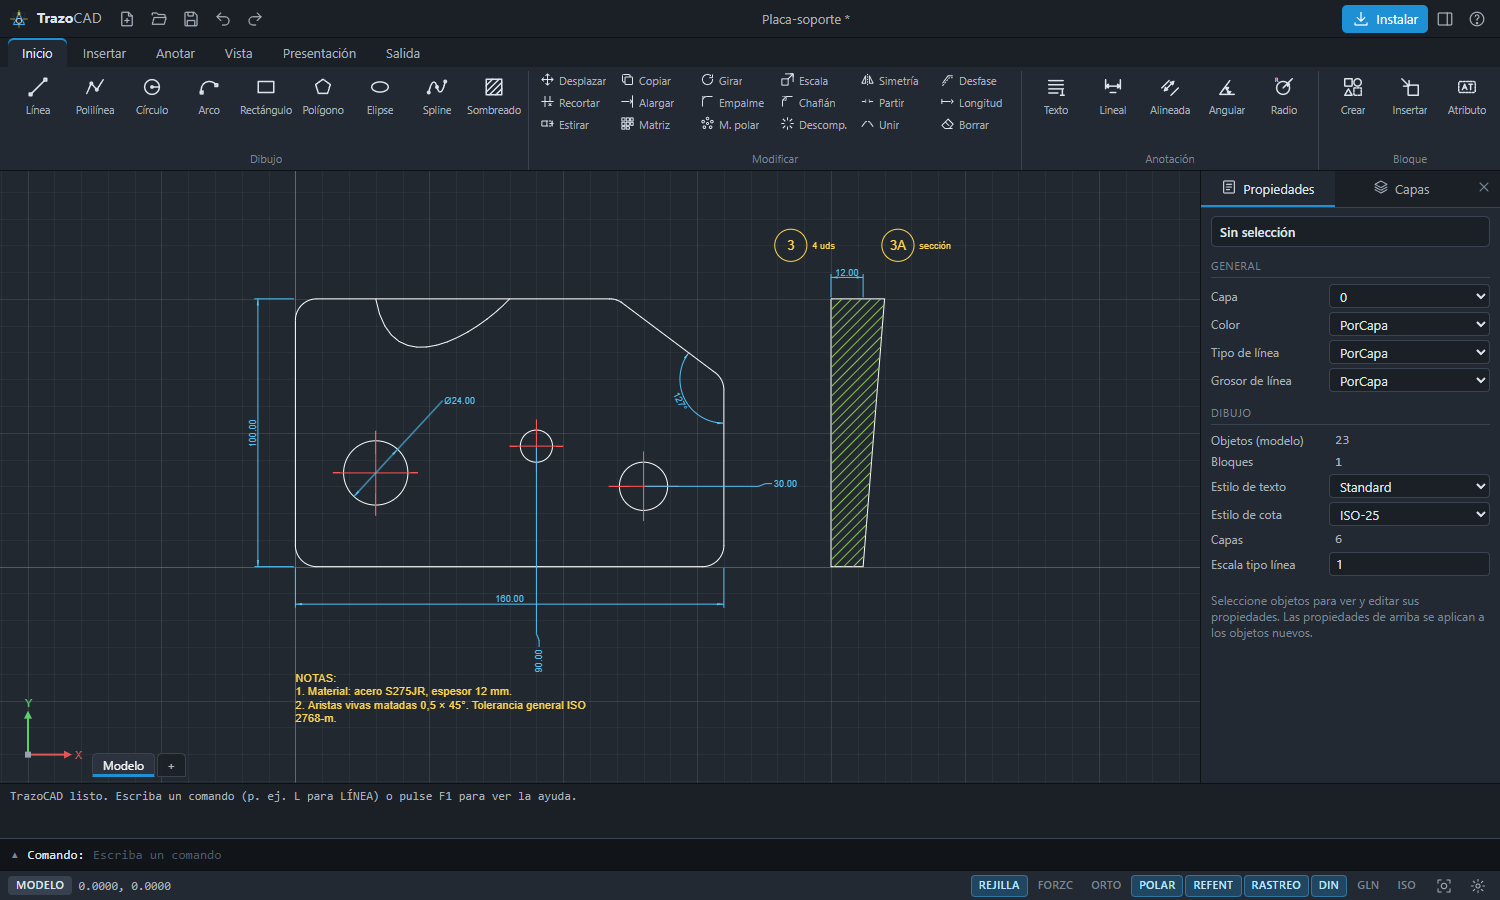 TrazoCAD
Placa-soporte *
Instalar
Inicio Insertar Anotar Vista Presentación Salida
Línea Polilínea Círculo Arco Rectángulo Polígono Elipse Spline Sombreado
Dibujo
Desplazar Copiar Girar Escala Simetría Desfase
Recortar Alargar Empalme Chaflán Partir Longitud
Estirar Matriz M. polar Descomp. Unir Borrar
Modificar
Texto Lineal Alineada Angular Radio
Anotación
Crear Insertar Atributo
Bloque
3 4 uds 3A sección
12.00
Ø24.00
127°
100.00
30.00
160.00
90.00
NOTAS:
1. Material: acero S275JR, espesor 12 mm.
2. Aristas vivas matadas 0,5 × 45°. Tolerancia general ISO
2768-m.
Y
X
Modelo +
Propiedades Capas
Sin selección
GENERAL
Capa 0
Color PorCapa
Tipo de línea PorCapa
Grosor de línea PorCapa
DIBUJO
Objetos (modelo) 23
Bloques 1
Estilo de texto Standard
Estilo de cota ISO-25
Capas 6
Escala tipo línea 1
Seleccione objetos para ver y editar sus
propiedades. Las propiedades de arriba se aplican a
los objetos nuevos.
TrazoCAD listo. Escriba un comando (p. ej. L para LÍNEA) o pulse F1 para ver la ayuda.
Comando: Escriba un comando
MODELO 0.0000, 0.0000
REJILLA FORZC ORTO POLAR REFENT RASTREO DIN GLN ISO